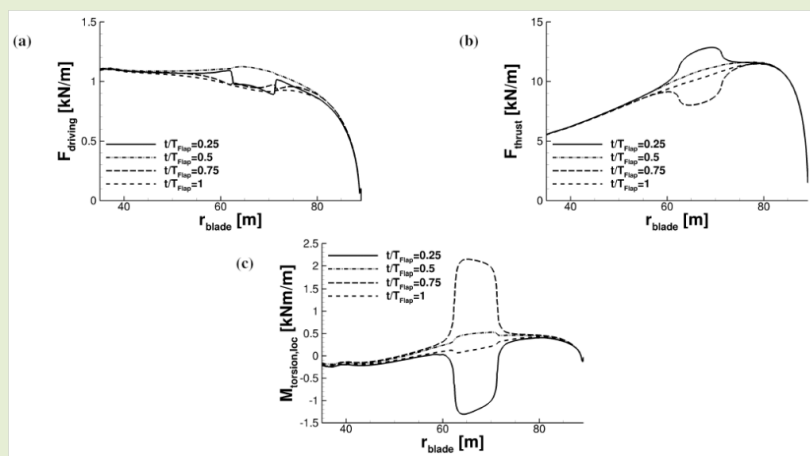 (a)
F_driving [kN/m]
1.5
1
0.5
0
t/T_Flap=0.25
t/T_Flap=0.5
t/T_Flap=0.75
t/T_Flap=1
40 60 80
r_blade [m]
(b)
F_thrust [kN/m]
15
10
5
0
t/T_Flap=0.25
t/T_Flap=0.5
t/T_Flap=0.75
t/T_Flap=1
40 60 80
r_blade [m]
(c)
M_torsion,loc [kNm/m]
2.5
2
1.5
1
0.5
0
-0.5
-1
-1.5
t/T_Flap=0.25
t/T_Flap=0.5
t/T_Flap=0.75
t/T_Flap=1
40 60 80
r_blade [m]